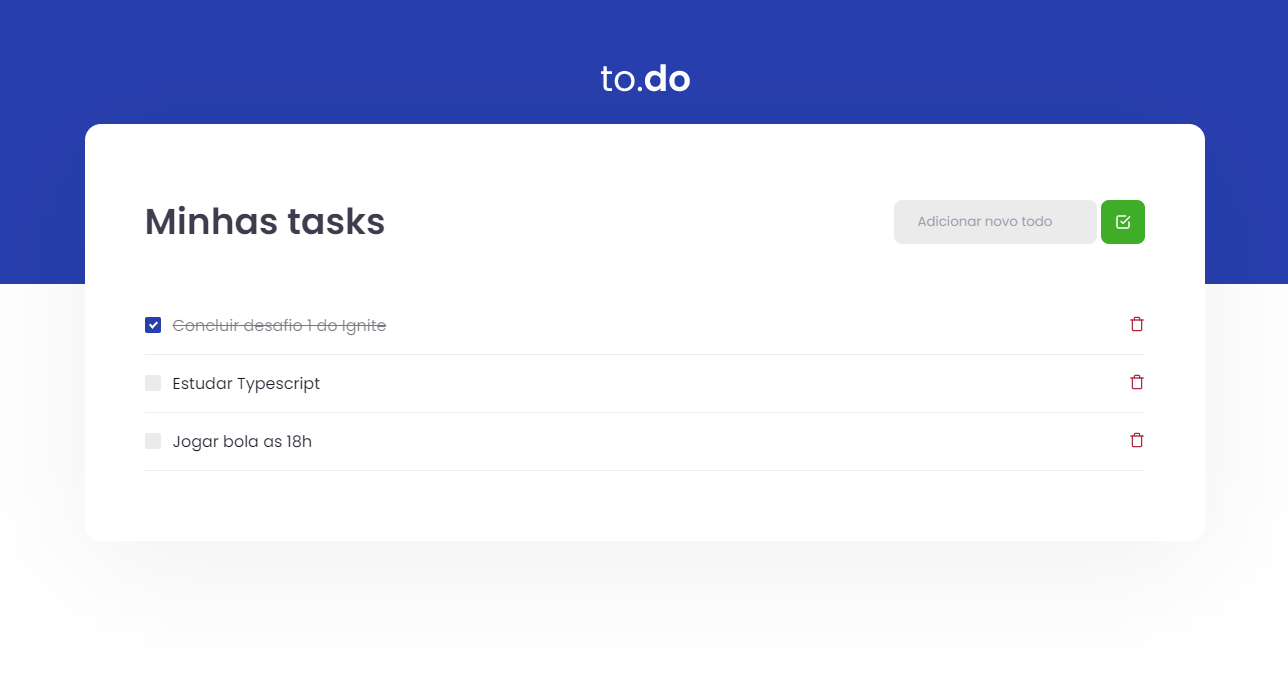 to.do
Minhas tasks
Adicionar novo todo
Concluir desafio 1 do Ignite
Estudar Typescript
Jogar bola as 18h